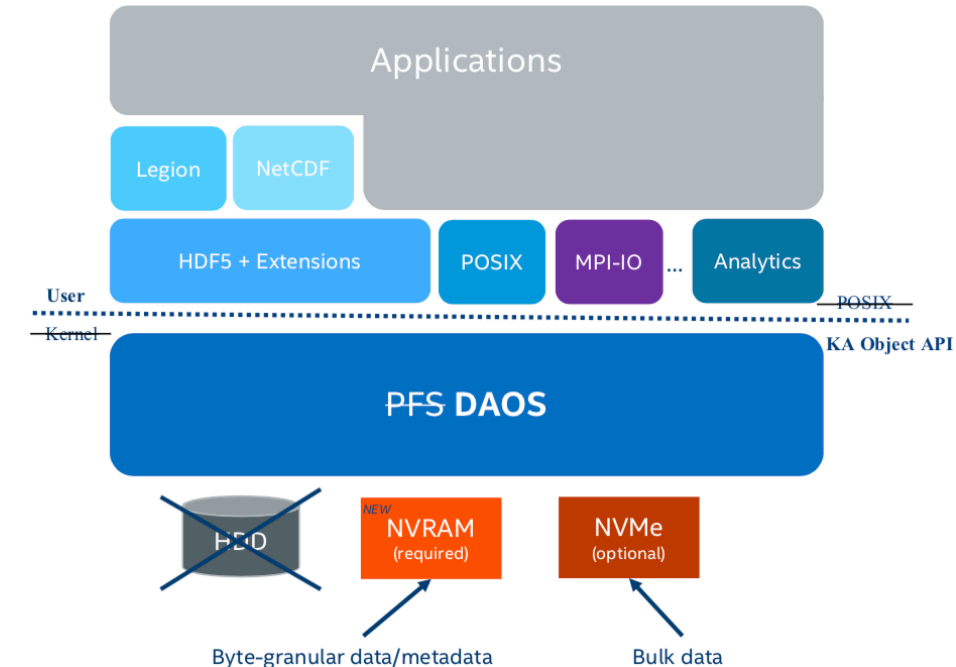 Applications
Legion
NetCDF
HDF5 + Extensions
POSIX
MPI-IO
...
Analytics
User
POSIX
Kernel
KA Object API
PFS DAOS
HDD
NEW
NVRAM
(required)
NVMe
(optional)
Byte-granular data/metadata
Bulk data